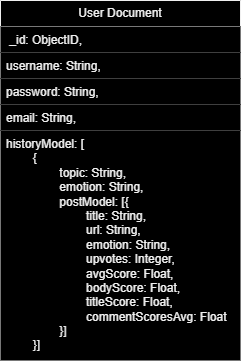 User Document
_id: ObjectID,
username: String,
password: String,
email: String,
historyModel: [
{
topic: String,
emotion: String,
postModel: [{
title: String,
url: String,
emotion: String,
upvotes: Integer,
avgScore: Float,
bodyScore: Float,
titleScore: Float,
commentScoresAvg: Float
}]
}]